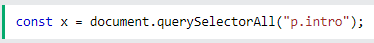 const x = document.querySelectorAll("p.intro");